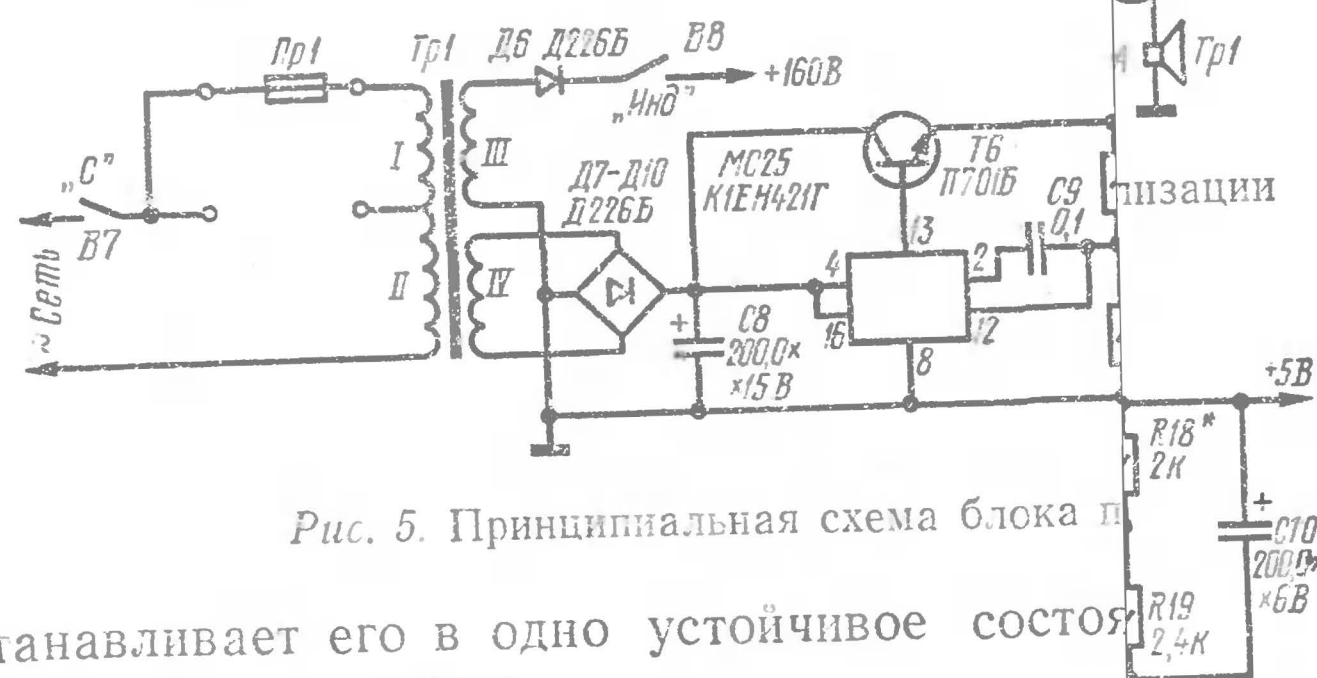 Пр1
Тр1
Д6 Д226Б
В8
+160В
„Инд”
Тр1
„С”
В7
~ Сеть
I
II
III
IV
Д7-Д10
Д226Б
МС25
К1ЕН421Г
Т6
П701Б
С9
0,1
лизации
13
4
2
16
12
8
+
С8
200,0×
×15 В
+5В
R18*
2К
+
С10
200,0×
×6В
R19
2,4К
Рис. 5. Принципиальная схема блока п
танавливает его в одно устойчивое состоя